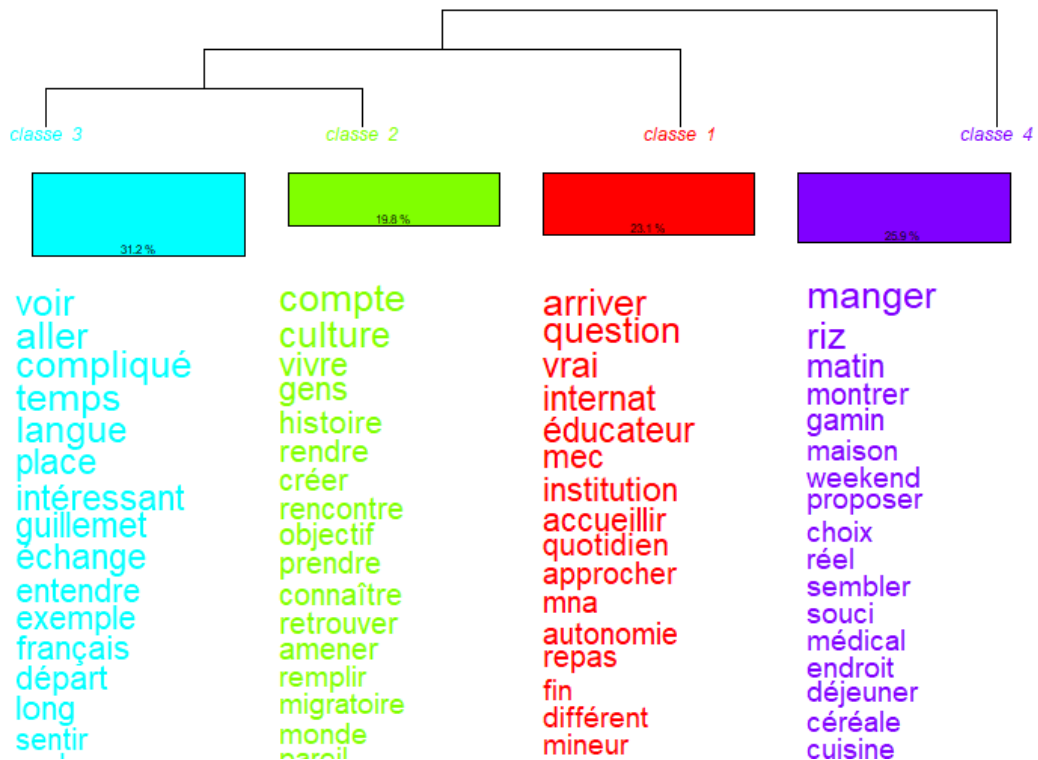 classe 3
classe 2
classe 1
classe 4
31.2 %
19.8 %
23.1 %
25.9 %
voir
aller
compliqué
temps
langue
place
intéressant
guillemet
échange
entendre
exemple
français
départ
long
sentir
compte
culture
vivre
gens
histoire
rendre
créer
rencontre
objectif
prendre
connaître
retrouver
amener
remplir
migratoire
monde
pareil
arriver
question
vrai
internat
éducateur
mec
institution
accueillir
quotidien
approcher
mna
autonomie
repas
fin
différent
mineur
manger
riz
matin
montrer
gamin
maison
weekend
proposer
choix
réel
sembler
souci
médical
endroit
déjeuner
céréale
cuisine